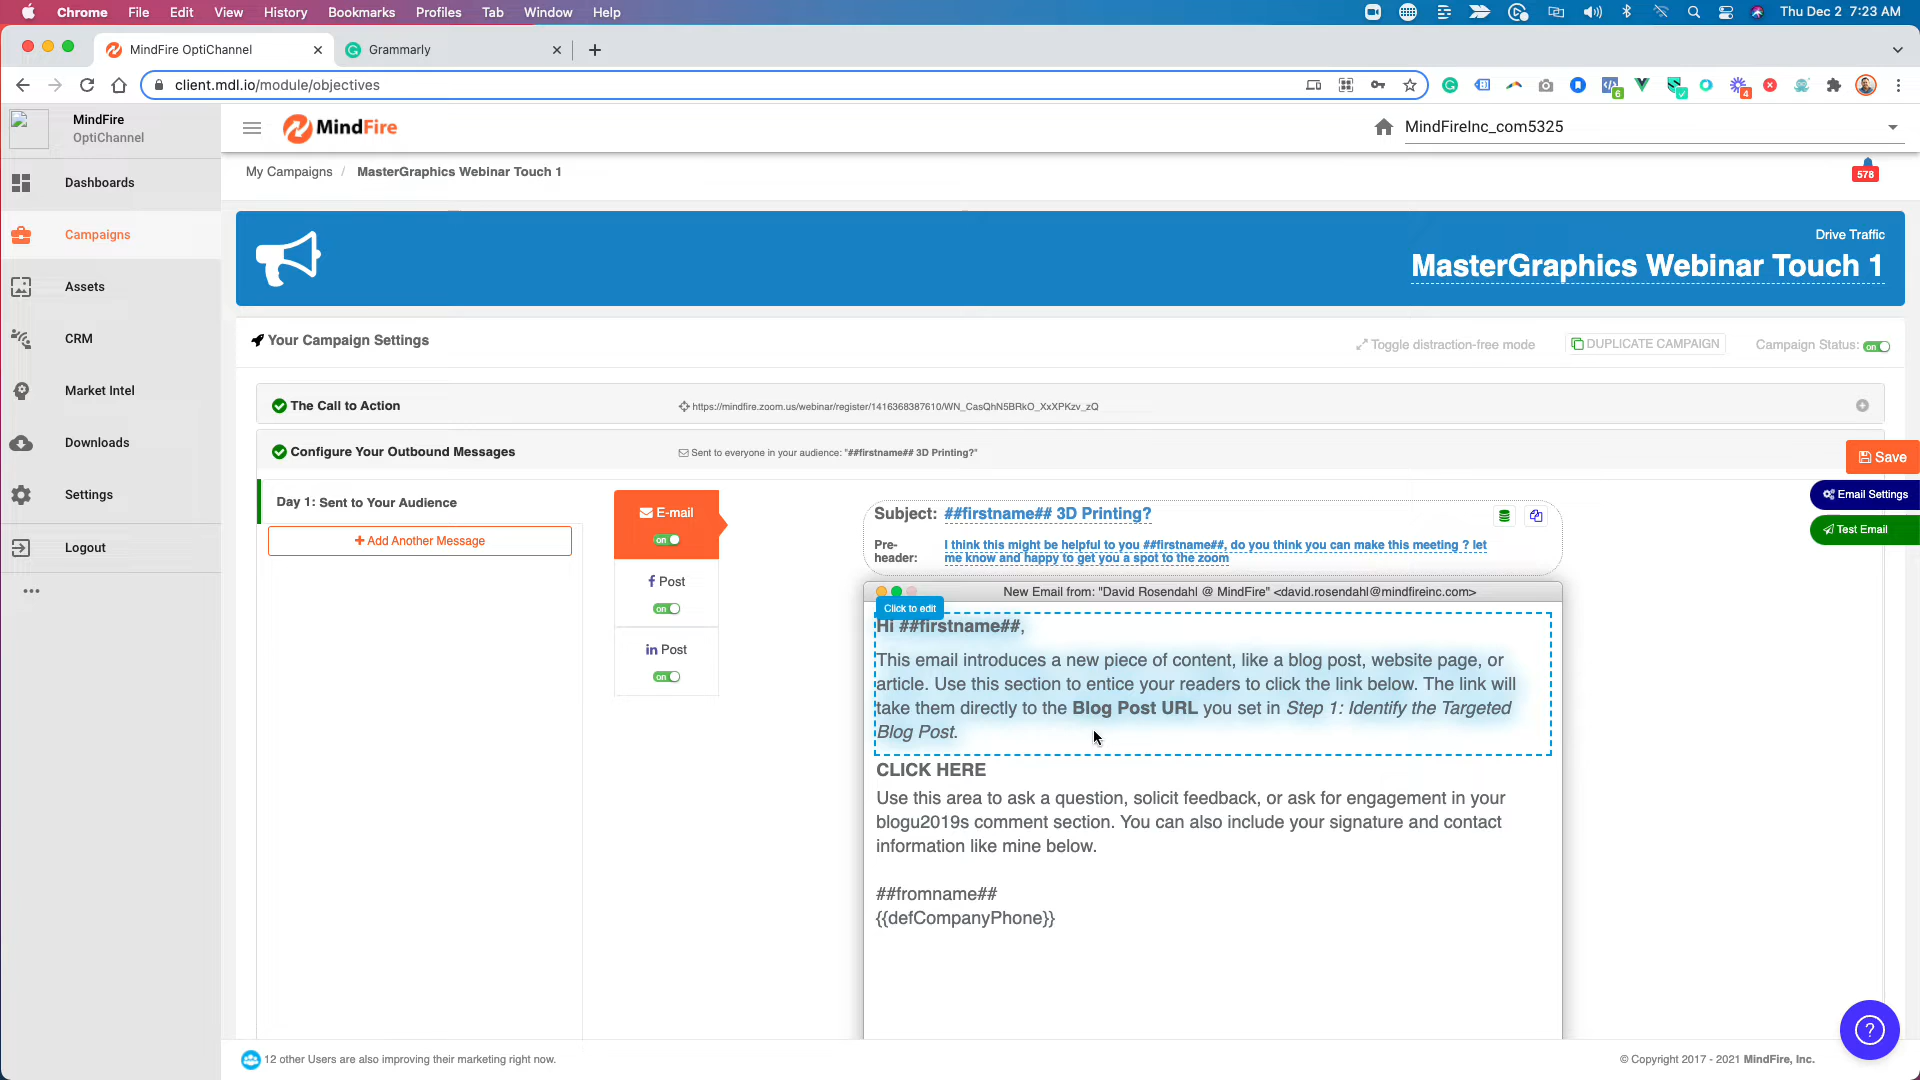 Chrome File Edit View History Bookmarks Profiles Tab Window Help
Thu Dec 2 7:23 AM
MindFire OptiChannel
Grammarly
client.mdl.io/module/objectives
6
4
MindFire
OptiChannel
MindFire
MindFireInc_com5325
Dashboards
Campaigns
Assets
CRM
Market Intel
Downloads
Settings
Logout
My Campaigns / MasterGraphics Webinar Touch 1
578
Drive Traffic
MasterGraphics Webinar Touch 1
Your Campaign Settings
Toggle distraction-free mode
DUPLICATE CAMPAIGN
Campaign Status: on
The Call to Action
https://mindfire.zoom.us/webinar/register/1416368387610/WN_CasQhN5BRkO_XxXPKzv_zQ
Configure Your Outbound Messages
Sent to everyone in your audience: "##firstname## 3D Printing?"
Save
Email Settings
Test Email
Day 1: Sent to Your Audience
+ Add Another Message
E-mail
on
Post
on
in Post
on
Subject: ##firstname## 3D Printing?
Pre-header: I think this might be helpful to you ##firstname##, do you think you can make this meeting ? let
me know and happy to get you a spot to the zoom
New Email from: "David Rosendahl @ MindFire" <david.rosendahl@mindfireinc.com>
Click to edit
Hi ##firstname##,
This email introduces a new piece of content, like a blog post, website page, or
article. Use this section to entice your readers to click the link below. The link will
take them directly to the Blog Post URL you set in Step 1: Identify the Targeted
Blog Post.
CLICK HERE
Use this area to ask a question, solicit feedback, or ask for engagement in your
blogu2019s comment section. You can also include your signature and contact
information like mine below.
##fromname##
{{defCompanyPhone}}
12 other Users are also improving their marketing right now.
© Copyright 2017 - 2021 MindFire, Inc.